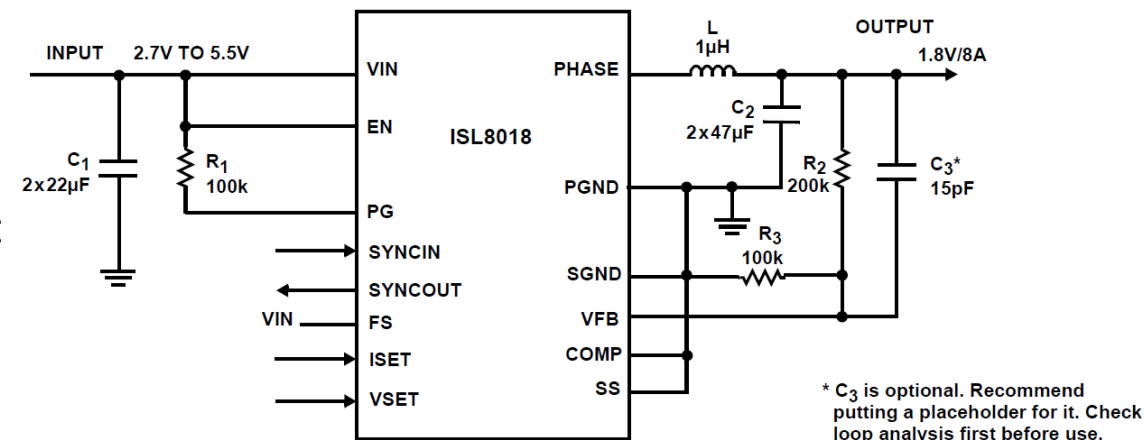 INPUT 2.7V TO 5.5V
C1
2x22µF
R1
100k
VIN
EN
PG
SYNCIN
SYNCOUT
VIN
FS
ISET
VSET
ISL8018
PHASE
PGND
SGND
VFB
COMP
SS
L
1µH
OUTPUT
1.8V/8A
C2
2x47µF
R2
200k
C3*
15pF
R3
100k
* C3 is optional. Recommend
putting a placeholder for it. Check
loop analysis first before use.